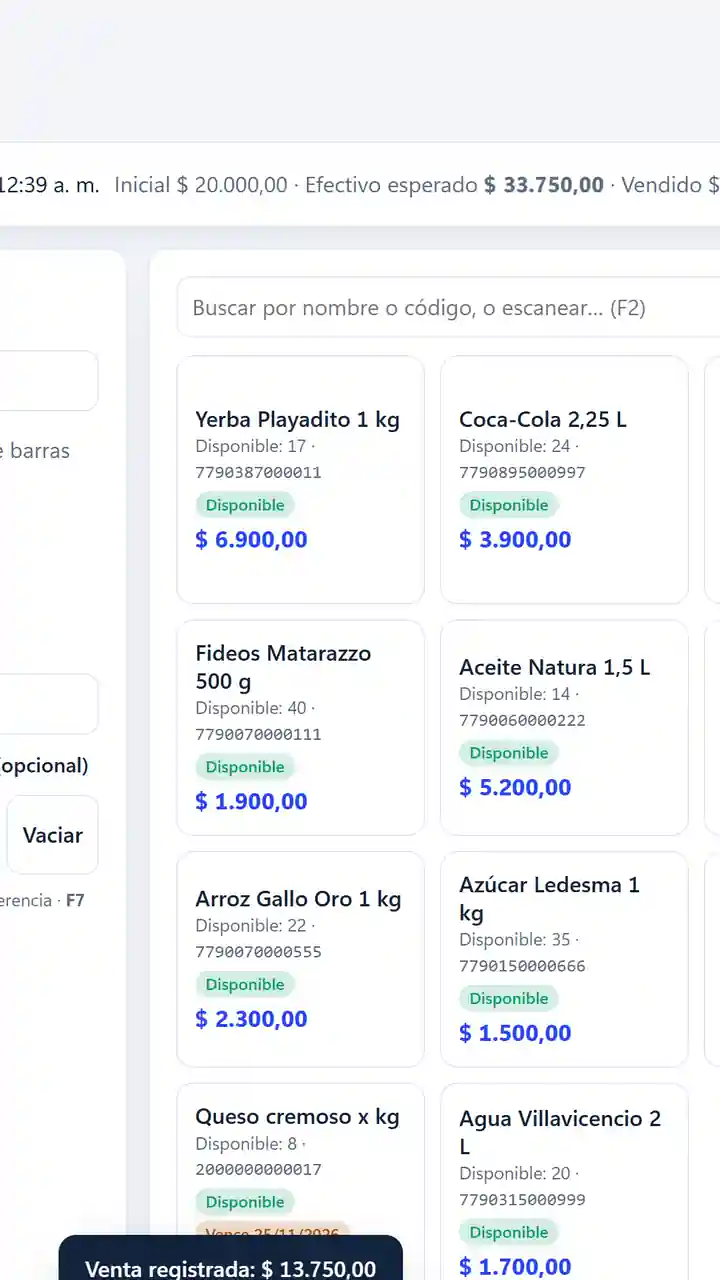 12:39 a. m. Inicial $ 20.000,00 · Efectivo esperado $ 33.750,00 · Vendido $
Buscar por nombre o código, o escanear... (F2)
e barras
(opcional)
Vaciar
erencia · F7
Yerba Playadito 1 kg
Disponible: 17 ·
7790387000011
Disponible
$ 6.900,00
Coca-Cola 2,25 L
Disponible: 24 ·
7790895000997
Disponible
$ 3.900,00
Fideos Matarazzo
500 g
Disponible: 40 ·
7790070000111
Disponible
$ 1.900,00
Aceite Natura 1,5 L
Disponible: 14 ·
7790060000222
Disponible
$ 5.200,00
Arroz Gallo Oro 1 kg
Disponible: 22 ·
7790070000555
Disponible
$ 2.300,00
Azúcar Ledesma 1
kg
Disponible: 35 ·
7790150000666
Disponible
$ 1.500,00
Queso cremoso x kg
Disponible: 8 ·
2000000000017
Disponible
Vence 25/11/2026
Agua Villavicencio 2
L
Disponible: 20 ·
7790315000999
Disponible
$ 1.700,00
Venta registrada: $ 13.750,00